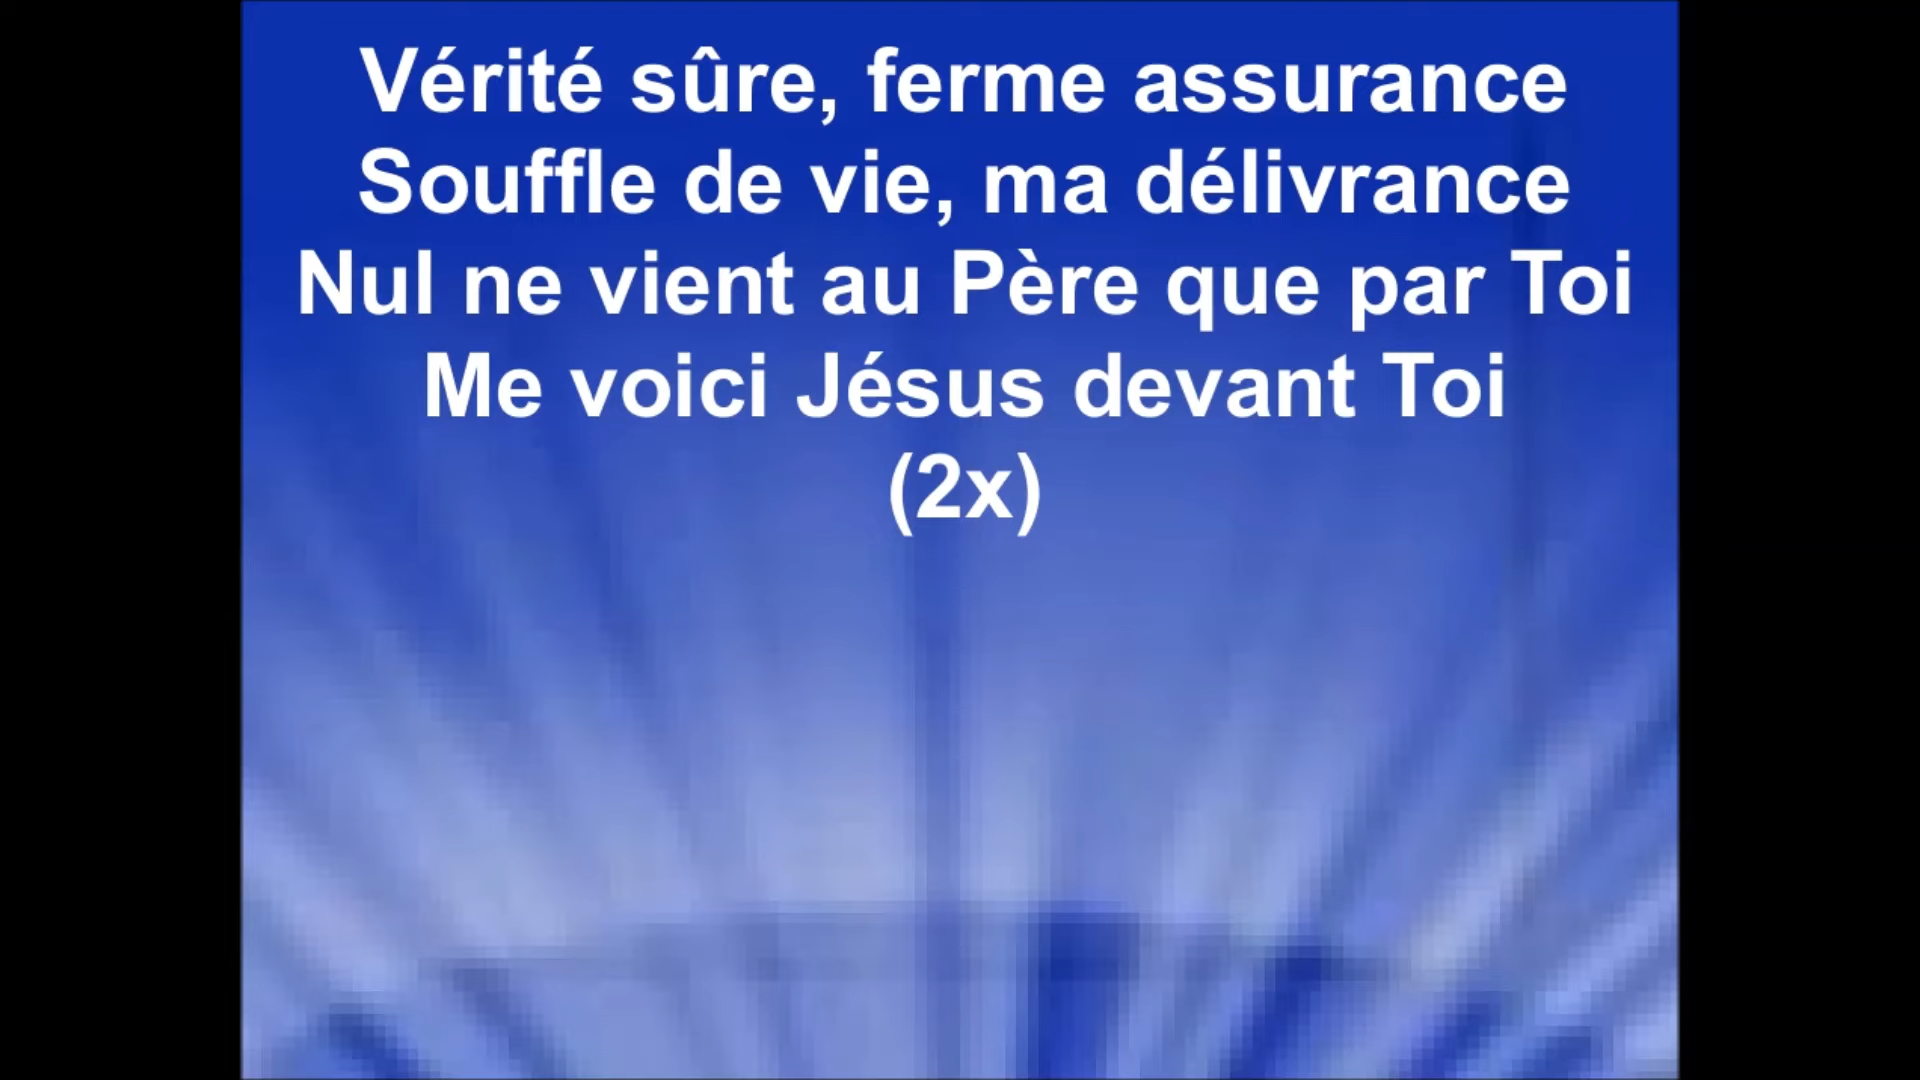 Vérité sûre, ferme assurance
Souffle de vie, ma délivrance
Nul ne vient au Père que par Toi
Me voici Jésus devant Toi
(2x)